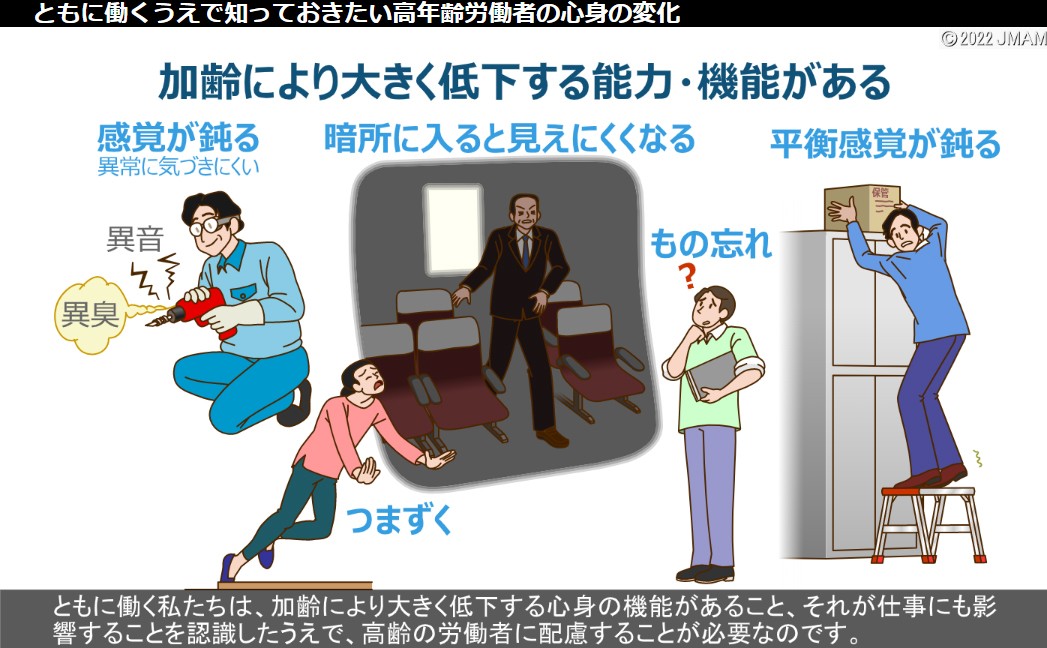 ともに働くうえで知っておきたい高年齢労働者の心身の変化
©2022 JMAM
加齢により大きく低下する能力・機能がある
感覚が鈍る
異常に気づきにくい
暗所に入ると見えにくくなる
平衡感覚が鈍る
保管
異音
もの忘れ
?
異臭
つまずく
ともに働く私たちは、加齢により大きく低下する心身の機能があること、それが仕事にも影
響することを認識したうえで、高齢の労働者に配慮することが必要なのです。